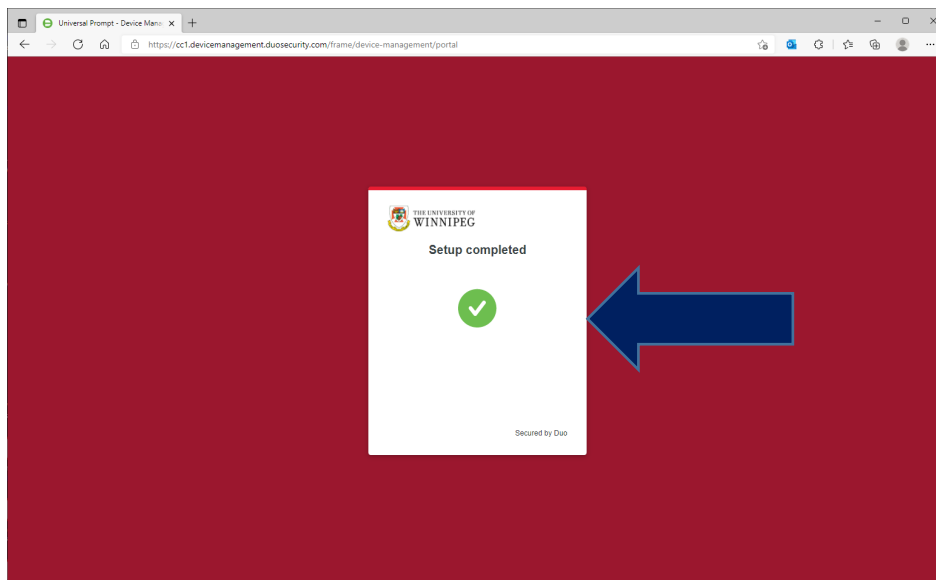 Universal Prompt - Device Mana
https://cc1.devicemanagement.duosecurity.com/frame/device-management/portal
THE UNIVERSITY OF
WINNIPEG
Setup completed
Secured by Duo